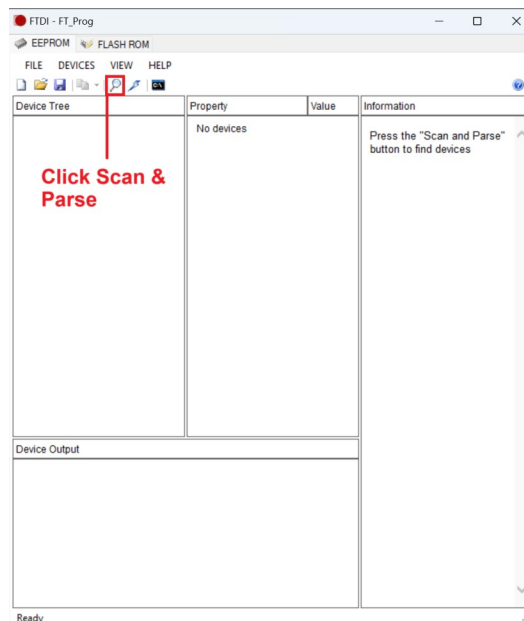 FTDI - FT_Prog
EEPROM FLASH ROM
FILE DEVICES VIEW HELP
Device Tree
Property Value
Information
No devices
Press the "Scan and Parse"
button to find devices
Click Scan &
Parse
Device Output
Ready